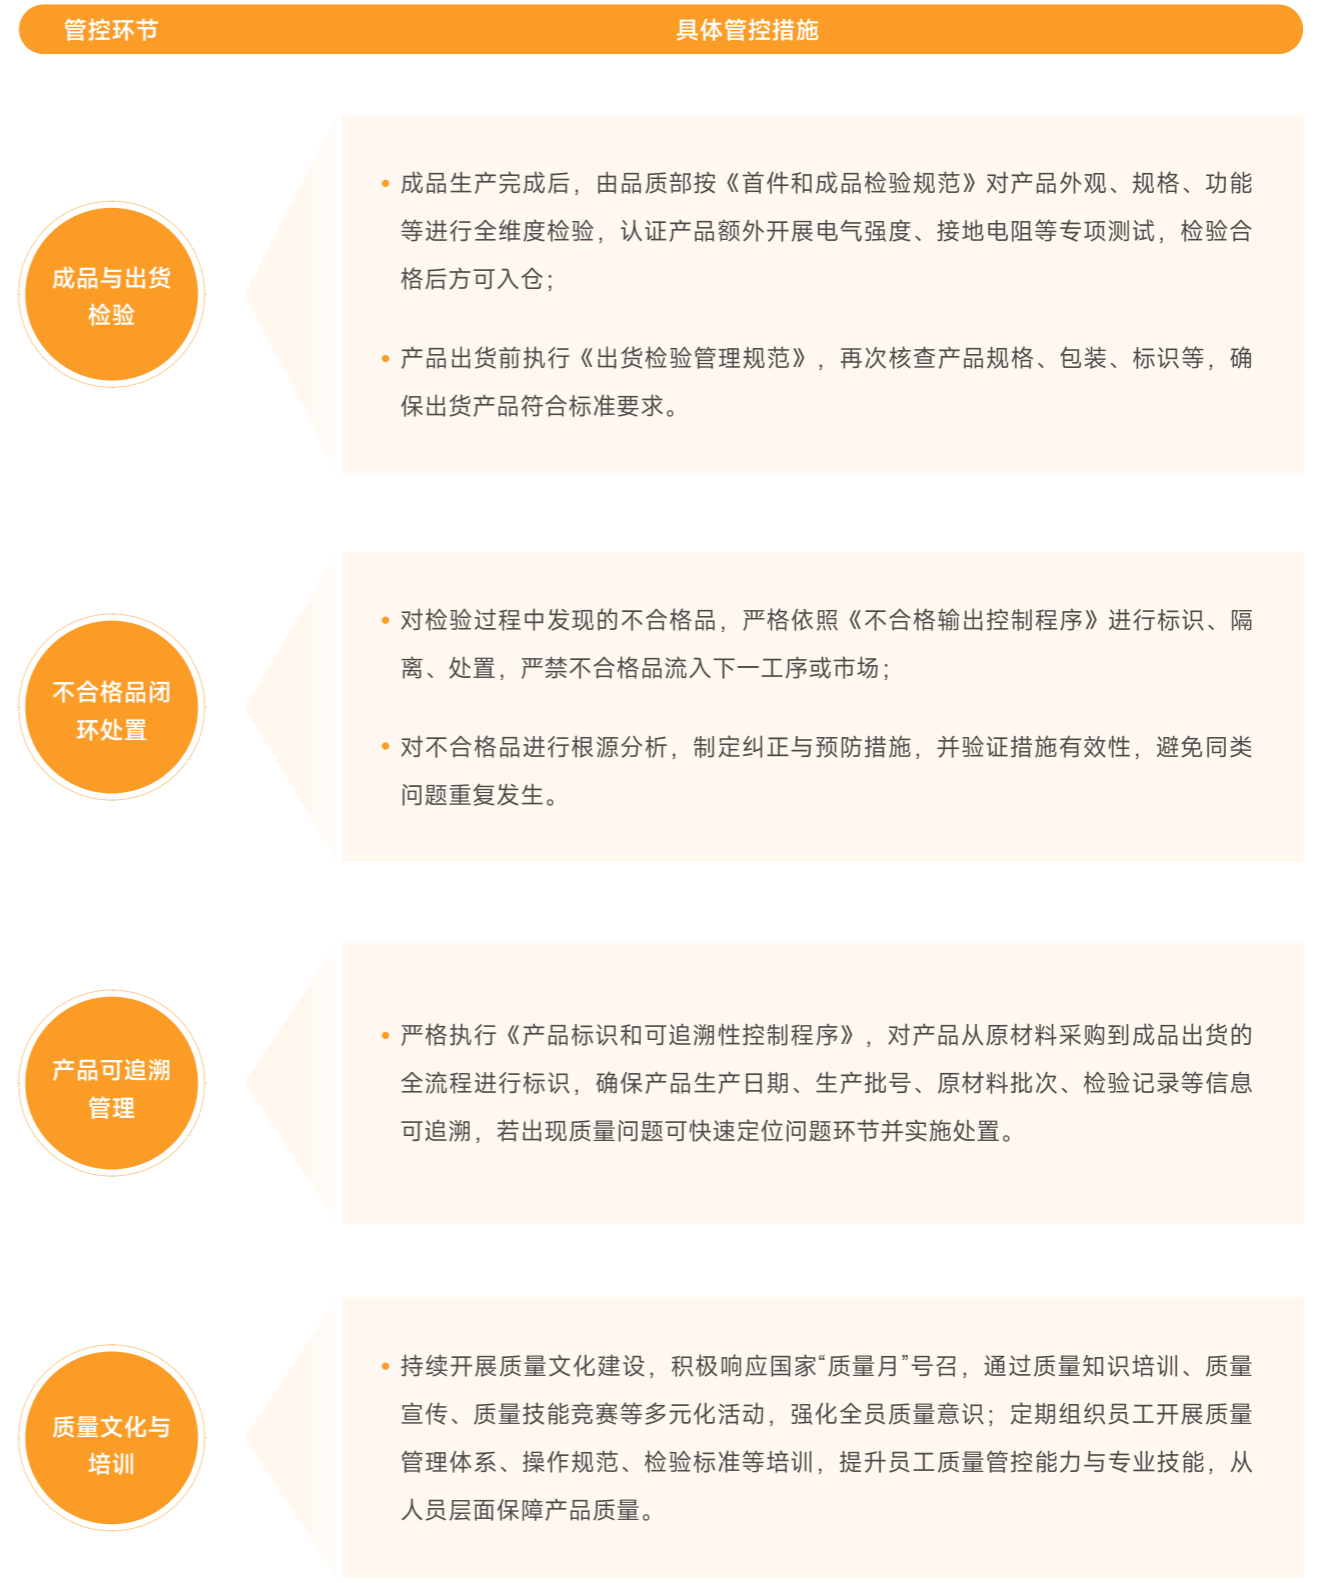 管控环节 具体管控措施
成品与出货
检验
• 成品生产完成后，由品质部按《首件和成品检验规范》对产品外观、规格、功能
等进行全维度检验，认证产品额外开展电气强度、接地电阻等专项测试，检验合
格后方可入仓；
• 产品出货前执行《出货检验管理规范》，再次核查产品规格、包装、标识等，确
保出货产品符合标准要求。
不合格品闭
环处置
• 对检验过程中发现的不合格品，严格依照《不合格输出控制程序》进行标识、隔
离、处置，严禁不合格品流入下一工序或市场；
• 对不合格品进行根源分析，制定纠正与预防措施，并验证措施有效性，避免同类
问题重复发生。
产品可追溯
管理
• 严格执行《产品标识和可追溯性控制程序》，对产品从原材料采购到成品出货的
全流程进行标识，确保产品生产日期、生产批号、原材料批次、检验记录等信息
可追溯，若出现质量问题可快速定位问题环节并实施处置。
质量文化与
培训
• 持续开展质量文化建设，积极响应国家“质量月”号召，通过质量知识培训、质量
宣传、质量技能竞赛等多元化活动，强化全员质量意识；定期组织员工开展质量
管理体系、操作规范、检验标准等培训，提升员工质量管控能力与专业技能，从
人员层面保障产品质量。